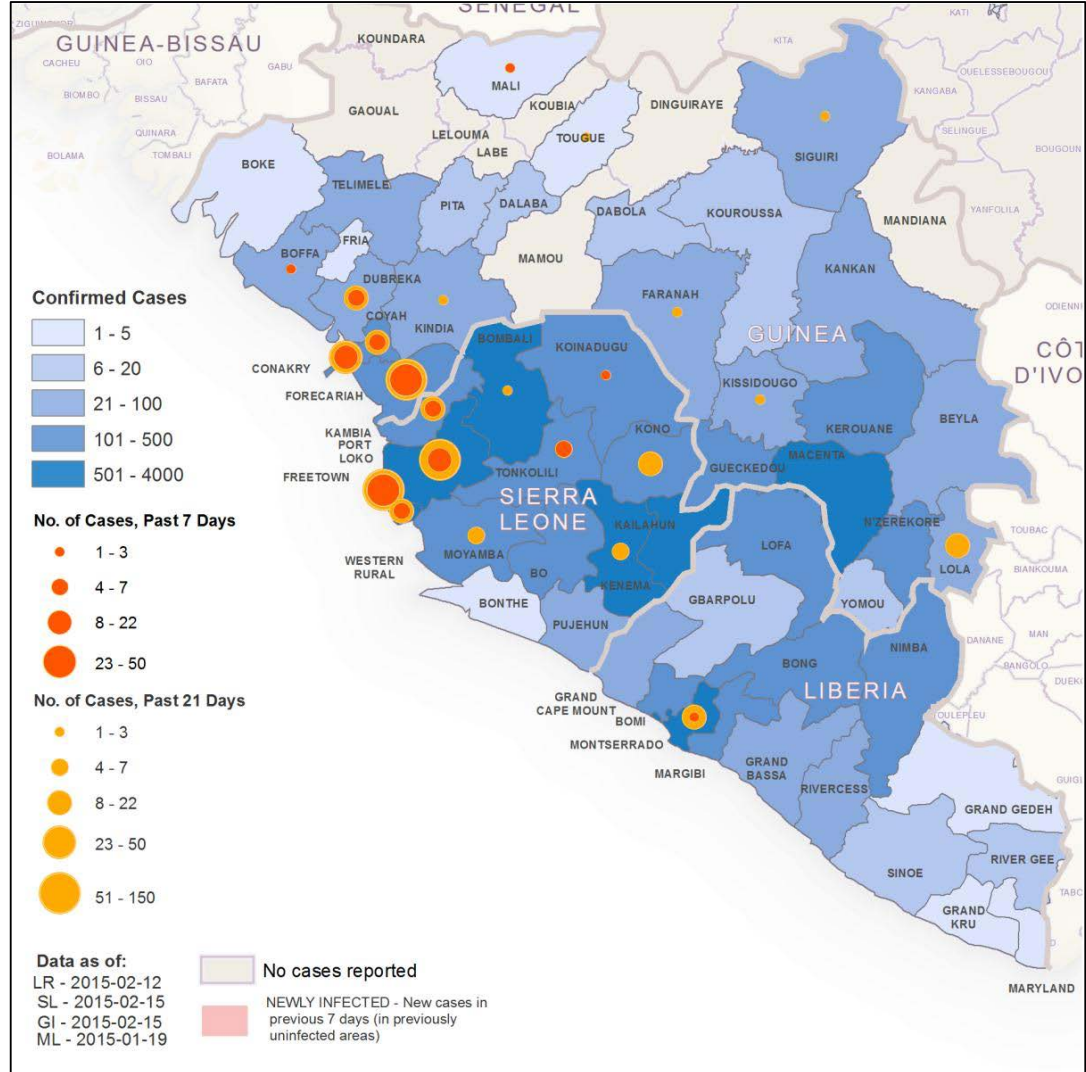 SENEGAL
KATI
ZIGUINCHOR
KOUNDARA
KITA
GUINEA-BISSAU
OUELESSEBOUGOU
CACHEU
OIO
GABU
BAFATA
MALI
KANGABA
BIOMBO
BISSAU
KOUBIA
DINGUIRAYE
GAOUAL
SELINGUE
QUINARA
LELOUMA
TOUGUE
BOUGOUN
BOLAMA
TOMBALI
LABE
SIGUIRI
BOKE
TELIMELE
PITA
DALABA
DABOLA
KOUROUSSA
MANDIANA
YANFOLILA
FRIA
BOFFA
MAMOU
KANKAN
DUBREKA
FARANAH
ODIENNE
COYAH
KINDIA
GUINEA
BOMBALI
KOINADUGU
CÔT
D'IVO
CONAKRY
KISSIDOUGO
FORECARIAH
BEYLA
KEROUANE
KAMBIA
KONO
PORT
LOKO
MACENTA
TONKOLILI
GUECKEDOU
FREETOWN
SIERRA
LEONE
KAILAHUN
N'ZEREKORE
TOUBAC
LOFA
MOYAMBA
LOLA
BIANKOUMA
WESTERN
RURAL
BO
KENEMA
BONTHE
GBARPOLU
YOMOU
PUJEHUN
DANANE
MAN
NIMBA
BANGOLO
BONG
DUEK
LIBERIA
GRAND
CAPE MOUNT
BOMI
OULEPLEU
MONTSERRADO
MARGIBI
GRAND
BASSA
GUIGL
RIVERCESS
GRAND GEDEH
SINOE
RIVER GEE
TABC
GRAND
KRU
MARYLAND
Confirmed Cases
1 - 5
6 - 20
21 - 100
101 - 500
501 - 4000
No. of Cases, Past 7 Days
1 - 3
4 - 7
8 - 22
23 - 50
No. of Cases, Past 21 Days
1 - 3
4 - 7
8 - 22
23 - 50
51 - 150
Data as of:
LR - 2015-02-12
SL - 2015-02-15
GI - 2015-02-15
ML - 2015-01-19
No cases reported
NEWLY INFECTED - New cases in
previous 7 days (in previously
uninfected areas)